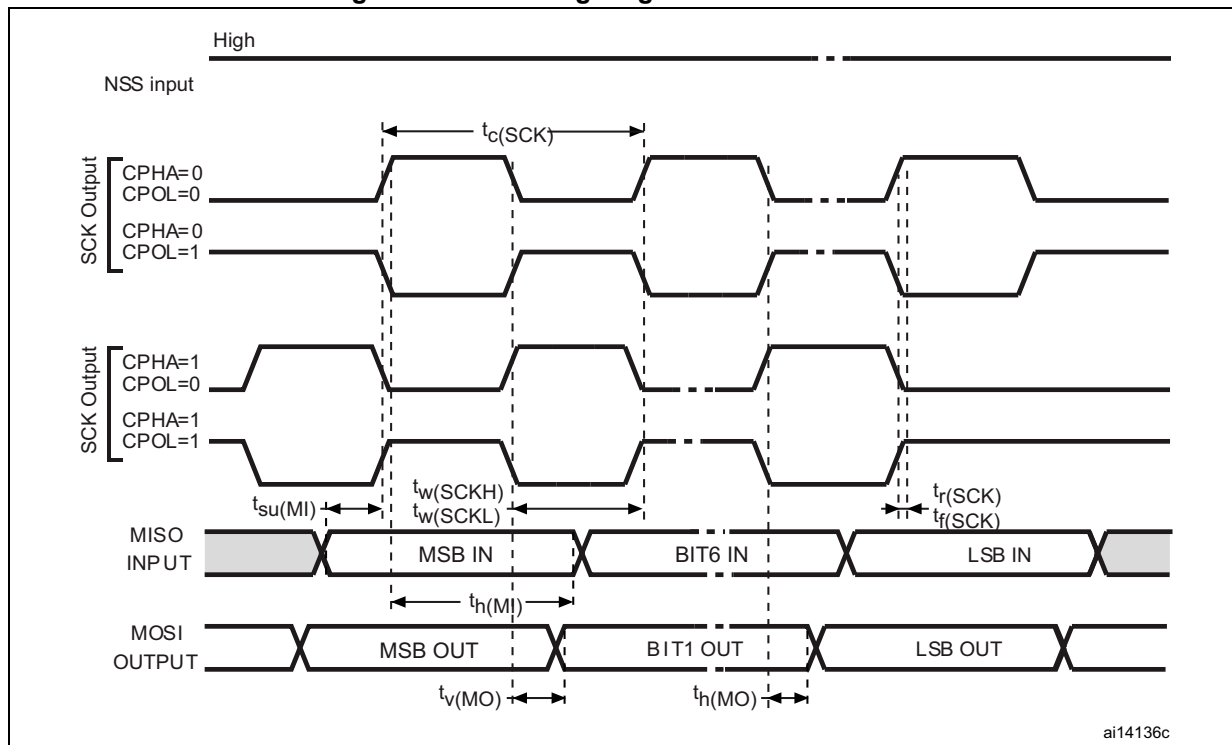 High
NSS input
tc(SCK)
SCK Output
CPHA=0
CPOL=0
CPHA=0
CPOL=1
SCK Output
CPHA=1
CPOL=0
CPHA=1
CPOL=1
tsu(MI)
tw(SCKH)
tw(SCKL)
tr(SCK)
tf(SCK)
MISO
INPUT
MSB IN
BIT6 IN
LSB IN
th(MI)
MOSI
OUTPUT
MSB OUT
BIT1 OUT
LSB OUT
tv(MO)
th(MO)
ai14136c